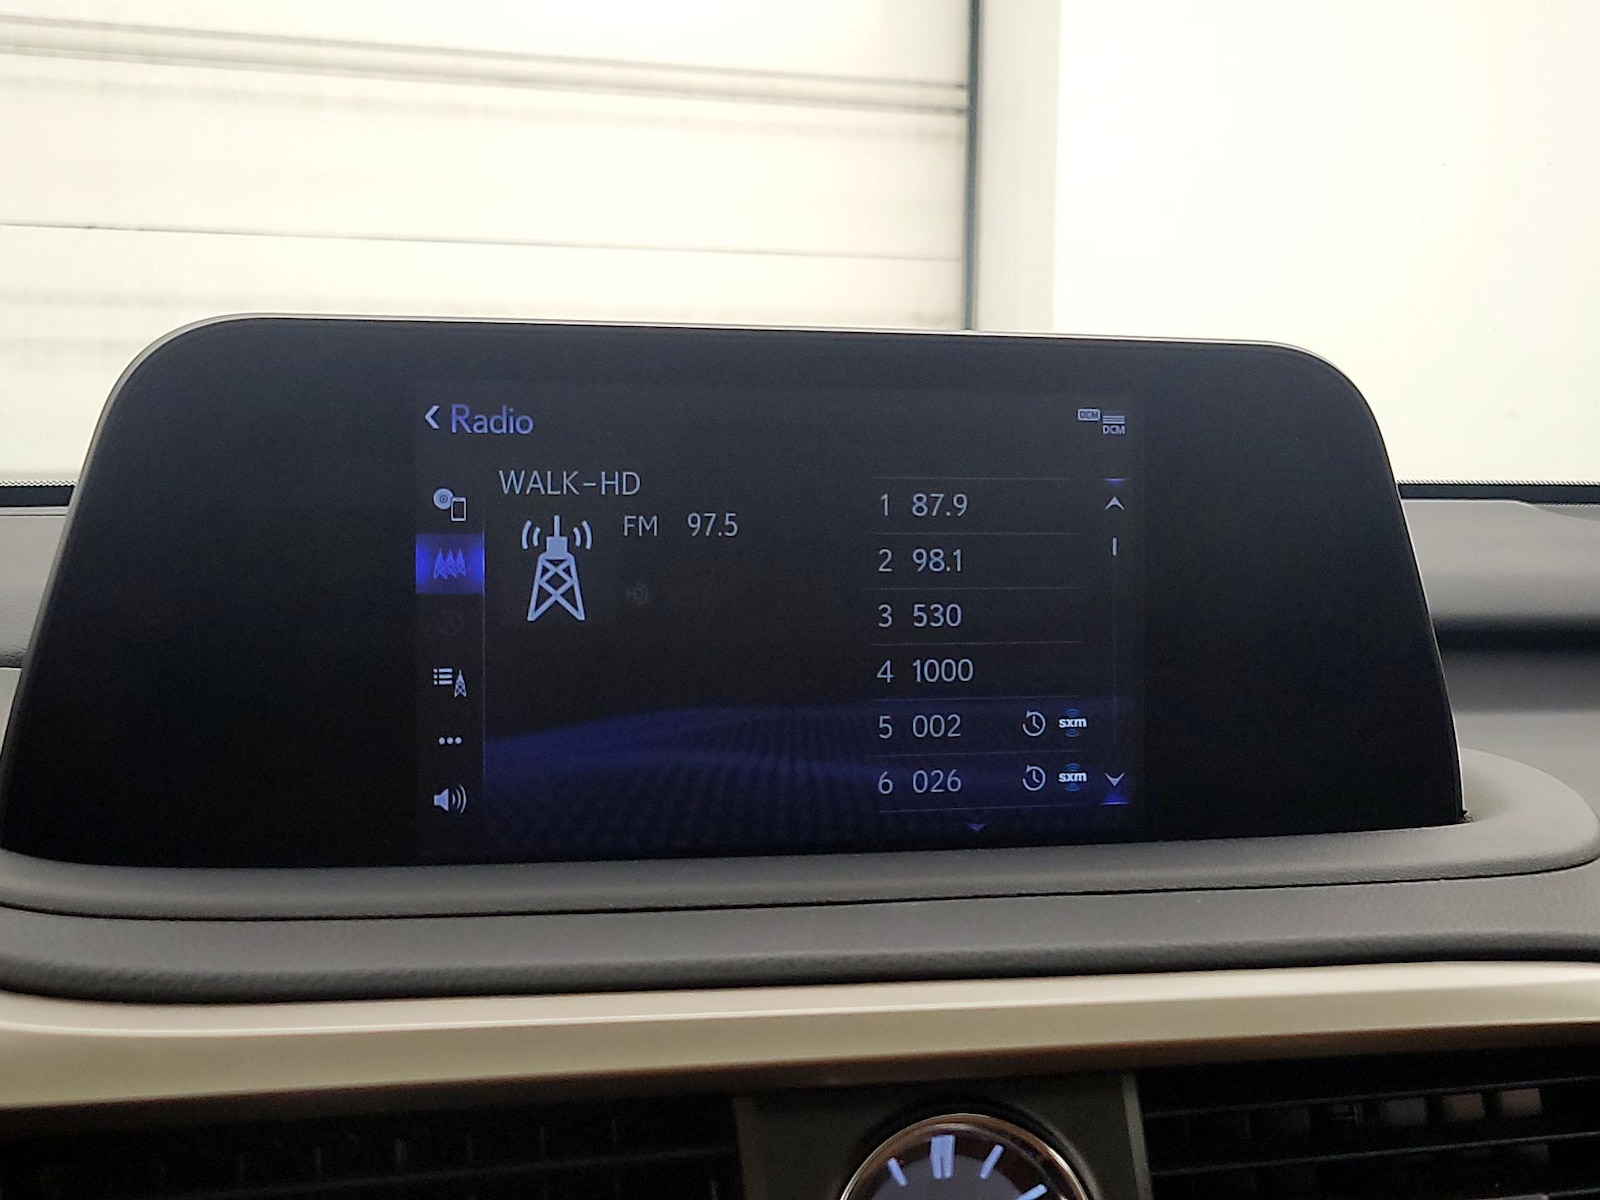 Radio
DCM
DCM
WALK-HD
FM 97.5
1 87.9
2 98.1
3 530
4 1000
5 002 sxm
6 026 sxm